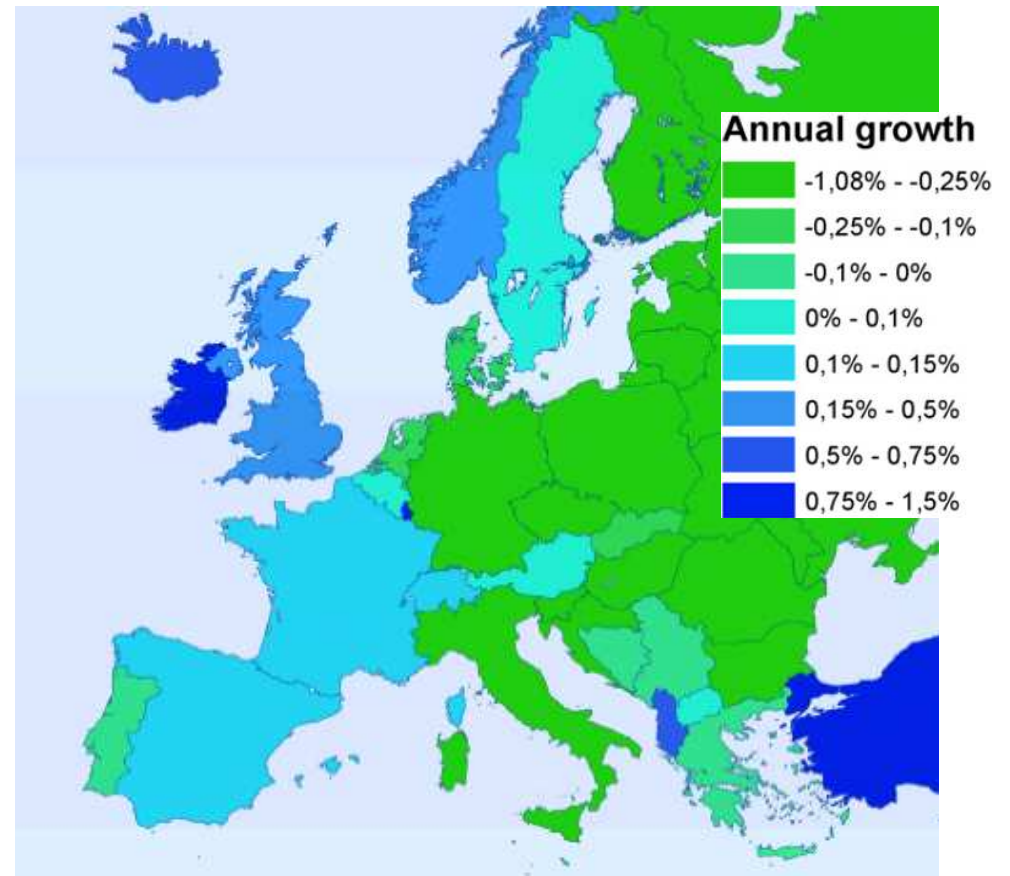 Annual growth
-1,08% - -0,25%
-0,25% - -0,1%
-0,1% - 0%
0% - 0,1%
0,1% - 0,15%
0,15% - 0,5%
0,5% - 0,75%
0,75% - 1,5%